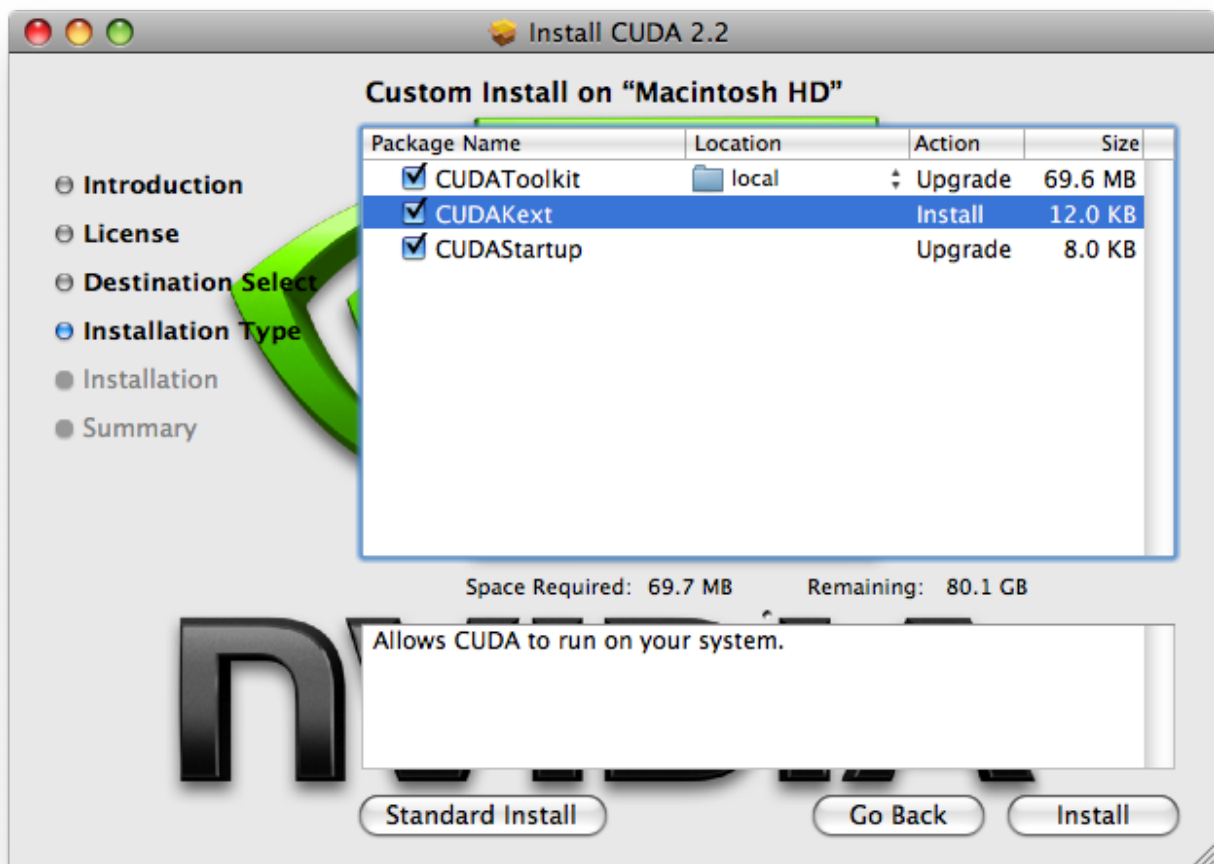 Install CUDA 2.2
Custom Install on “Macintosh HD”
Introduction
License
Destination Select
Installation Type
Installation
Summary
Package Name Location Action Size
CUDAToolkit local Upgrade 69.6 MB
CUDAKext Install 12.0 KB
CUDAStartup Upgrade 8.0 KB
Space Required: 69.7 MB Remaining: 80.1 GB
Allows CUDA to run on your system.
Standard Install Go Back Install